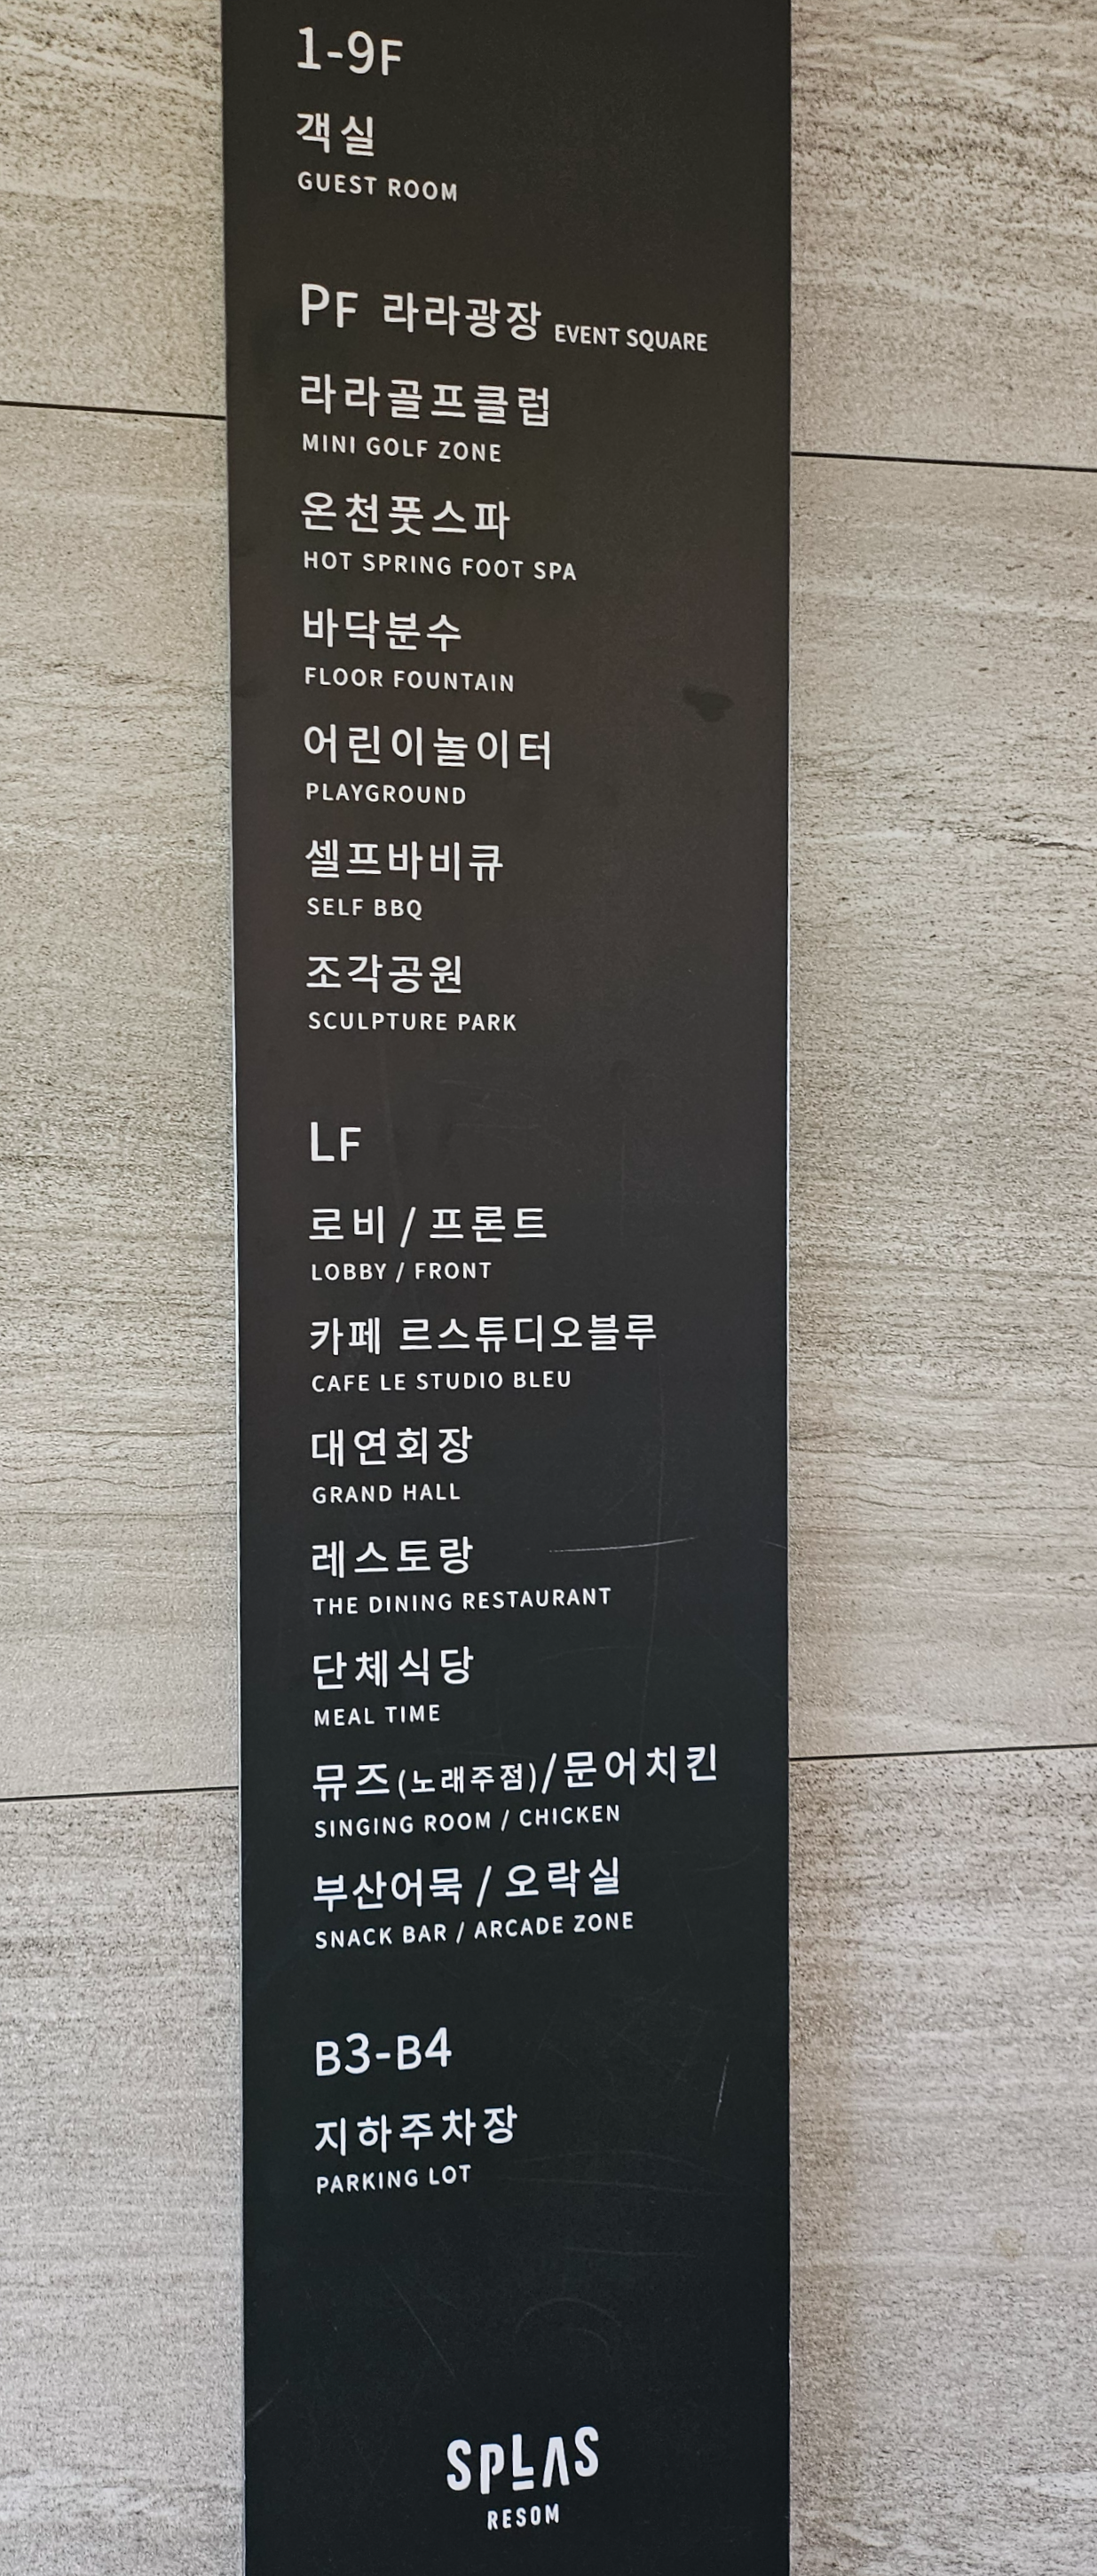 1-9F
객실
GUEST ROOM
PF 라라광장 EVENT SQUARE
라라골프클럽
MINI GOLF ZONE
온천풋스파
HOT SPRING FOOT SPA
바닥분수
FLOOR FOUNTAIN
어린이놀이터
PLAYGROUND
셀프바비큐
SELF BBQ
조각공원
SCULPTURE PARK
LF
로비 / 프론트
LOBBY / FRONT
카페 르스튜디오블루
CAFE LE STUDIO BLEU
대연회장
GRAND HALL
레스토랑
THE DINING RESTAURANT
단체식당
MEAL TIME
뮤즈(노래주점)/문어치킨
SINGING ROOM / CHICKEN
부산어묵 / 오락실
SNACK BAR / ARCADE ZONE
B3-B4
지하주차장
PARKING LOT
SPLAS
RESOM